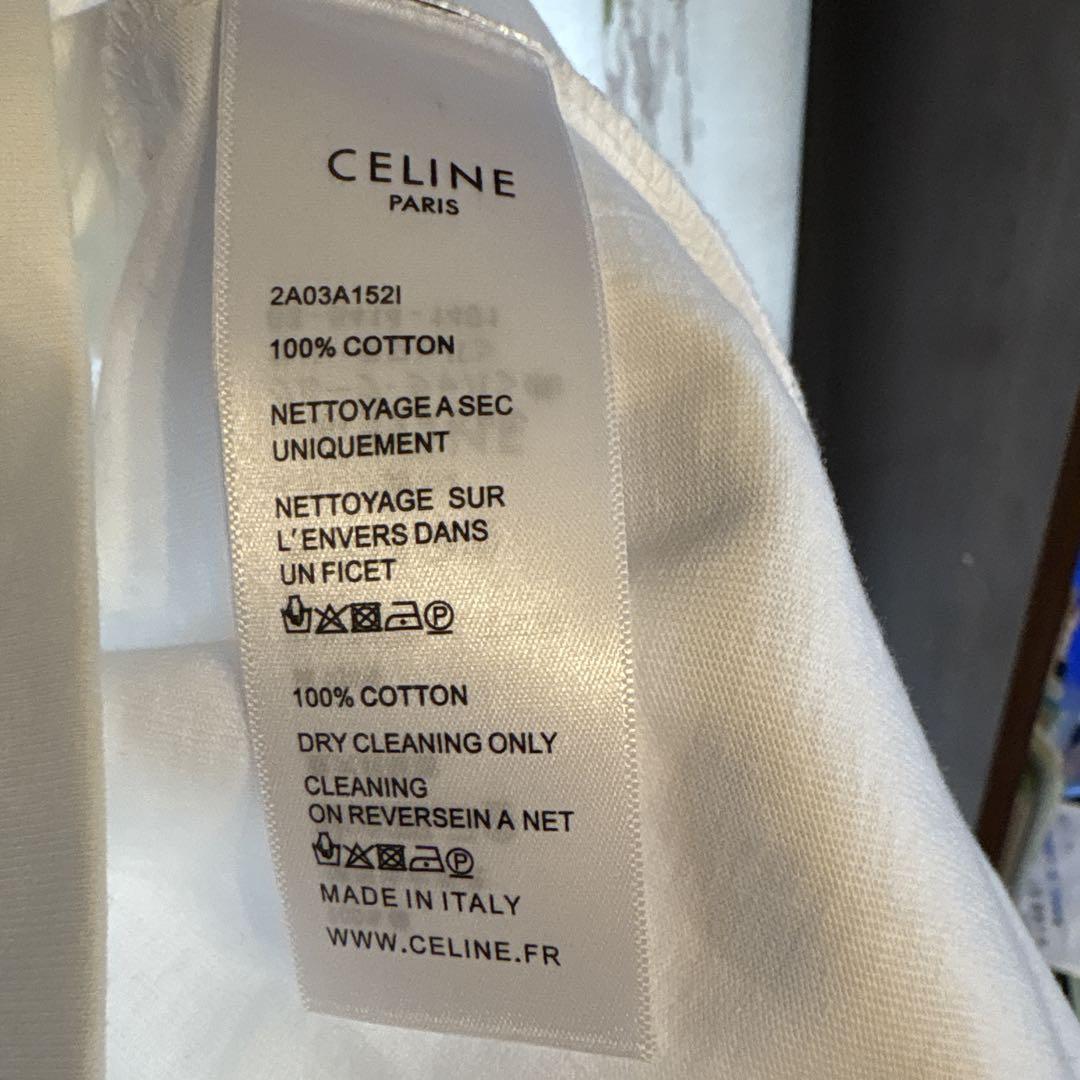 CELINE
PARIS
2A03A152I
100% COTTON
NETTOYAGE A SEC
UNIQUEMENT
NETTOYAGE SUR
L'ENVERS DANS
UN FICET
P
100% COTTON
DRY CLEANING ONLY
CLEANING
ON REVERSEIN A NET
P
MADE IN ITALY
WWW.CELINE.FR